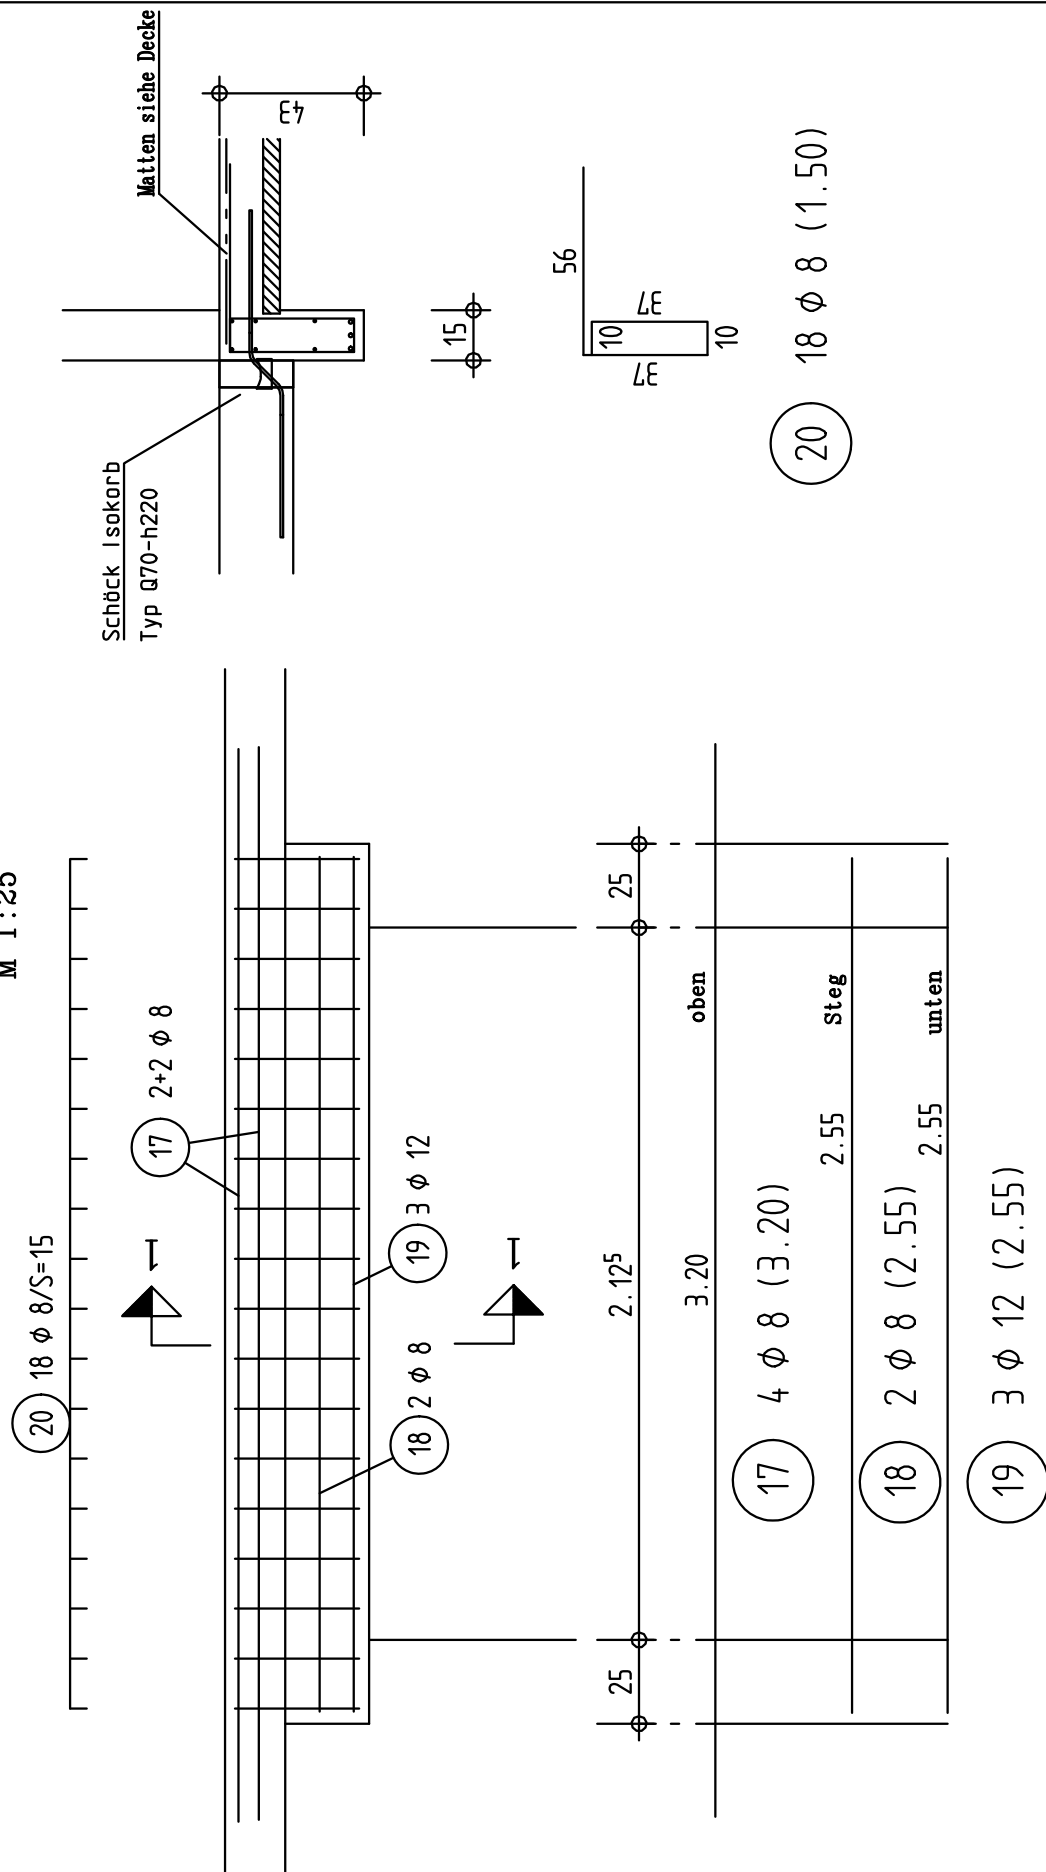 M 1:25
20 18 ϕ 8/S=15
17 2+2 ϕ 8
1
18 2 ϕ 8
19 3 ϕ 12
1
25
2.12⁵
25
3.20
oben
17 4 ϕ 8 (3.20)
2.55
Steg
18 2 ϕ 8 (2.55)
2.55
unten
19 3 ϕ 12 (2.55)
Schöck Isokorb
Typ Q70-h220
Matten siehe Decke
43
15
56
37
10
37
10
20 18 ϕ 8 (1.50)